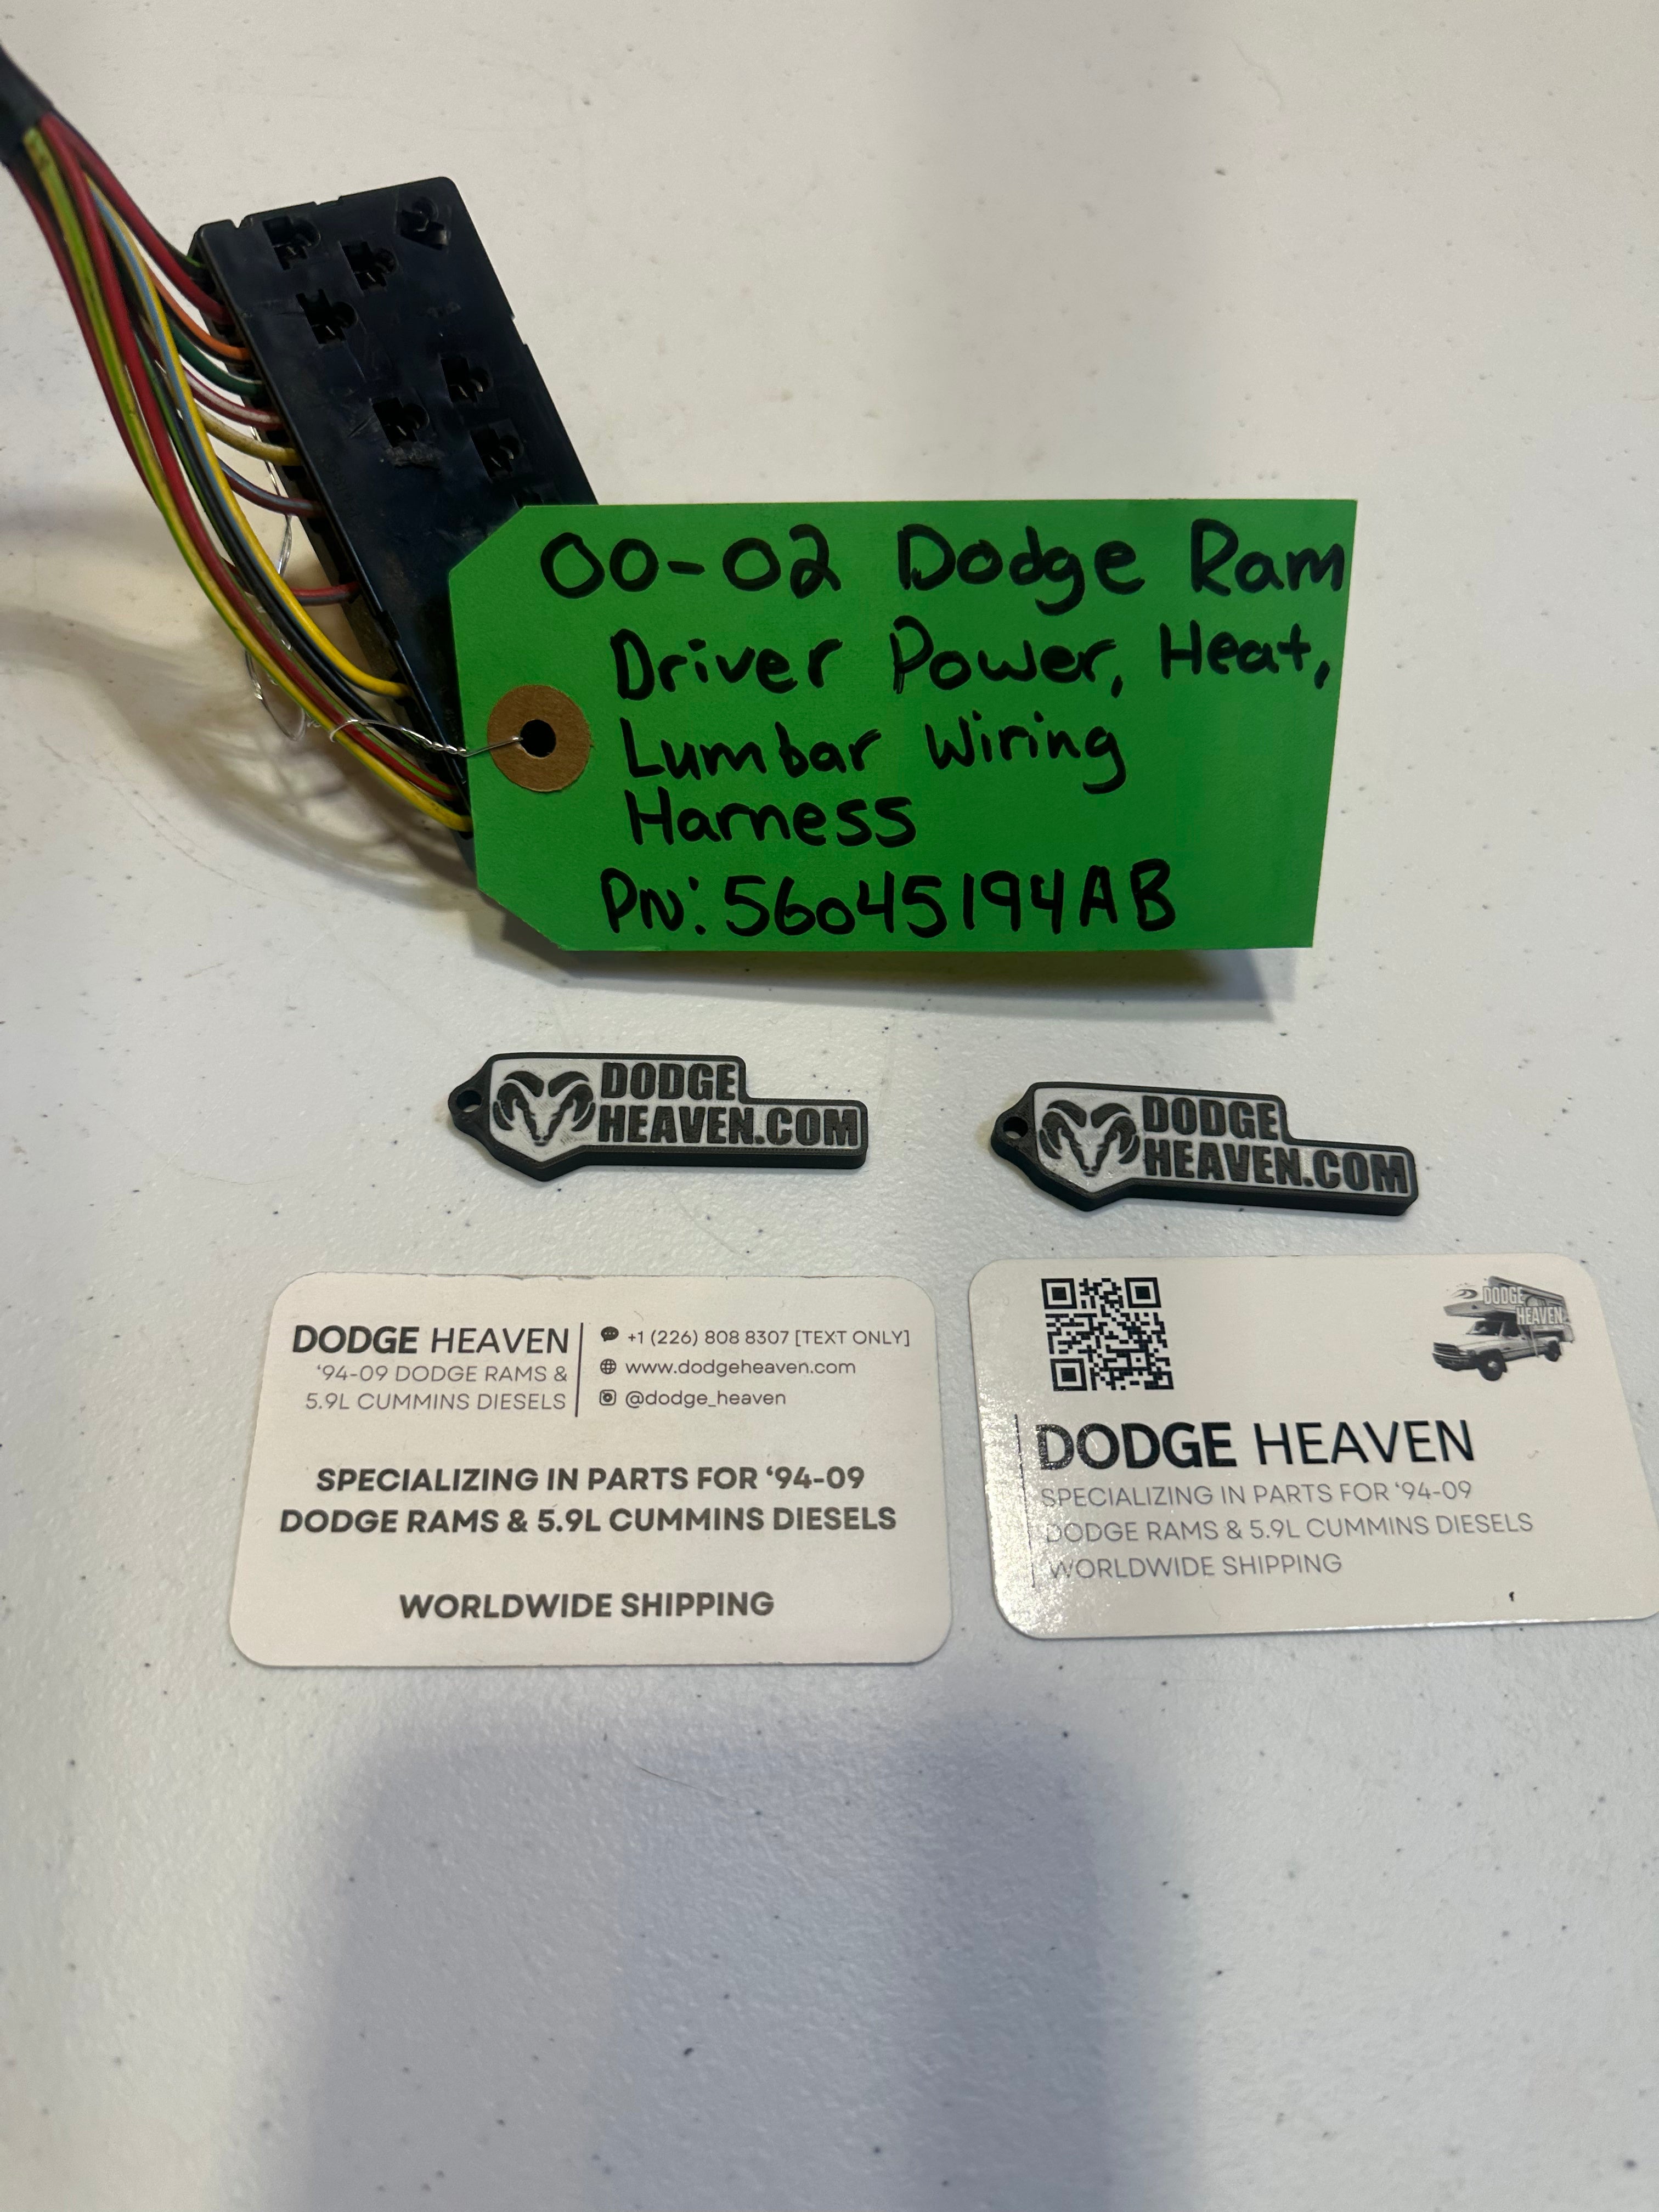 00-02 Dodge Ram
Driver Power, Heat,
Lumbar Wiring
Harness
PN: 56045194AB
DODGE
HEAVEN.COM
DODGE
HEAVEN.COM
DODGE HEAVEN
‘94-09 DODGE RAMS &
5.9L CUMMINS DIESELS
+1 (226) 808 8307 [TEXT ONLY]
www.dodgeheaven.com
@dodge_heaven
SPECIALIZING IN PARTS FOR ‘94-09
DODGE RAMS & 5.9L CUMMINS DIESELS
WORLDWIDE SHIPPING
DODGE
HEAVEN
DODGE HEAVEN
SPECIALIZING IN PARTS FOR ‘94-09
DODGE RAMS & 5.9L CUMMINS DIESELS
WORLDWIDE SHIPPING